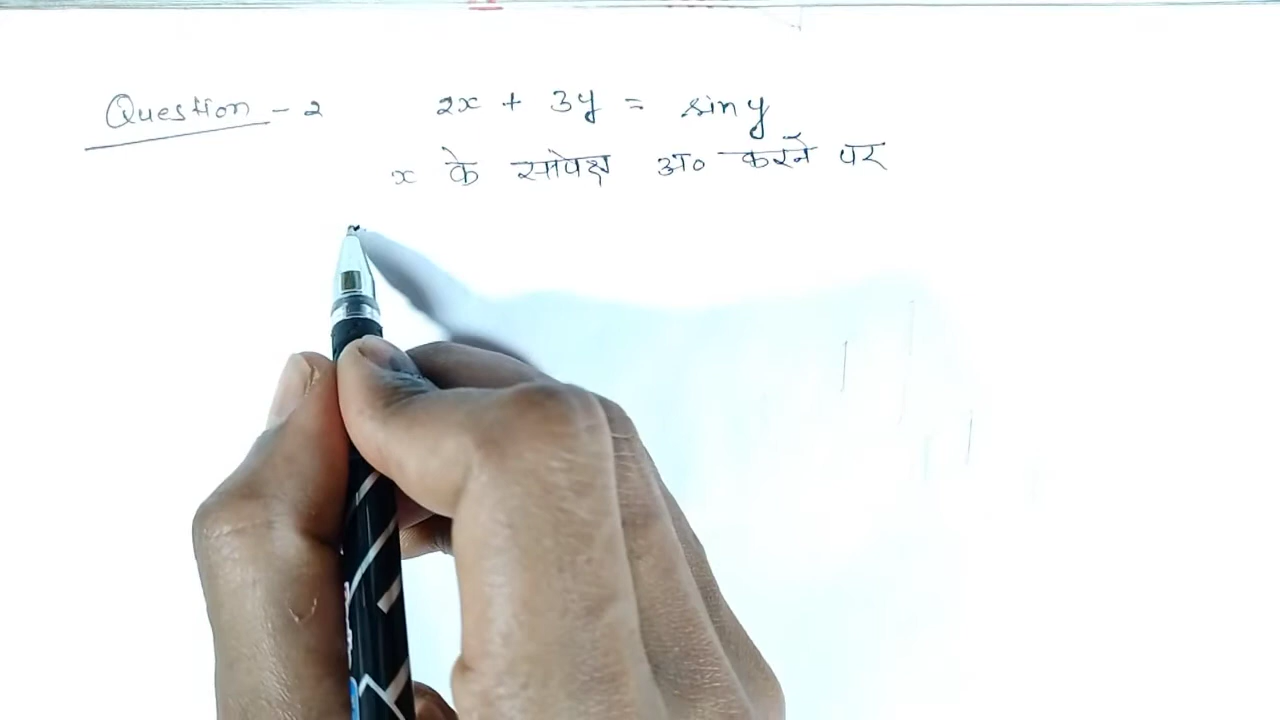 Question - 2 2x + 3y = sin y
x के सापेक्ष अ० करने पर